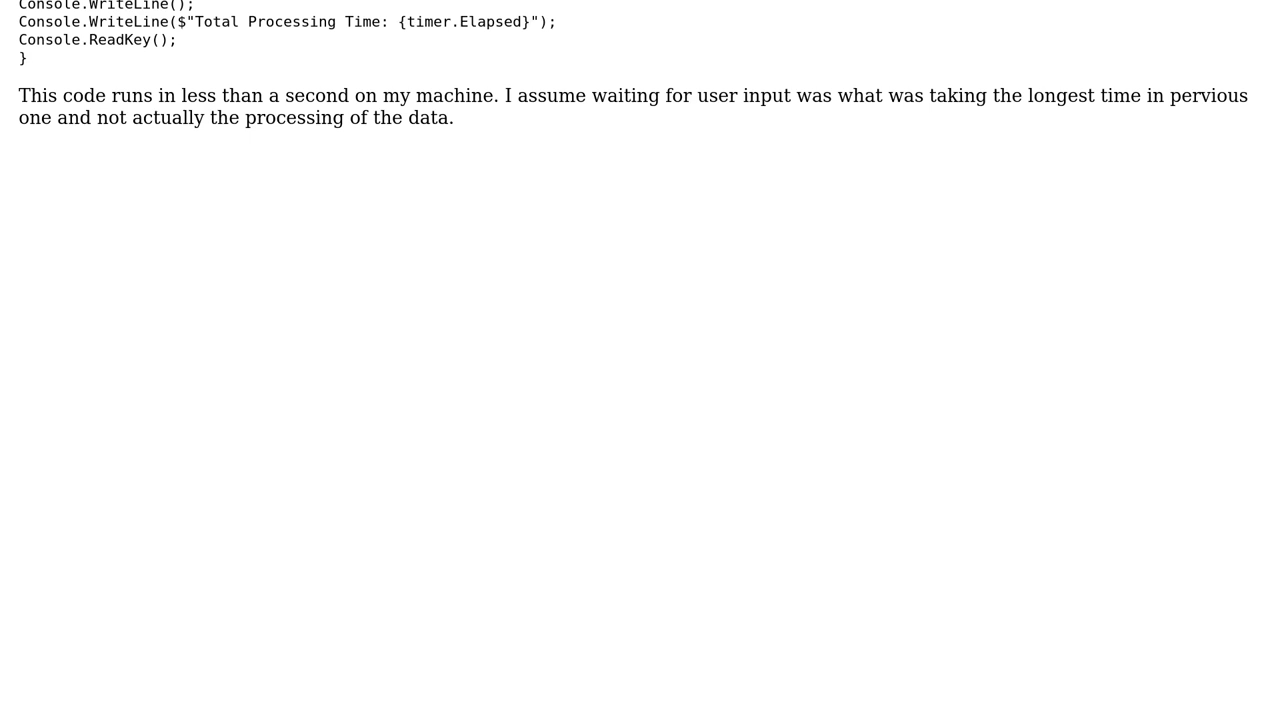 Console.WriteLine();
Console.WriteLine($"Total Processing Time: {timer.Elapsed}");
Console.ReadKey();
}
This code runs in less than a second on my machine. I assume waiting for user input was what was taking the longest time in pervious
one and not actually the processing of the data.